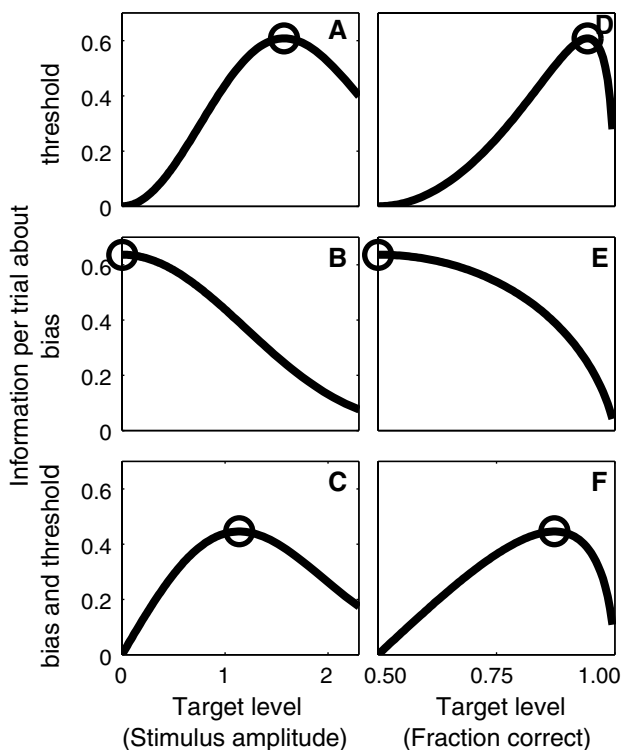 Information per trial about
threshold
0.6
0.4
0.2
0
A
D
bias
0.6
0.4
0.2
0
B
E
bias and threshold
0.6
0.4
0.2
0
C
F
0 1 2
0.50 0.75 1.00
Target level
(Stimulus amplitude)
Target level
(Fraction correct)